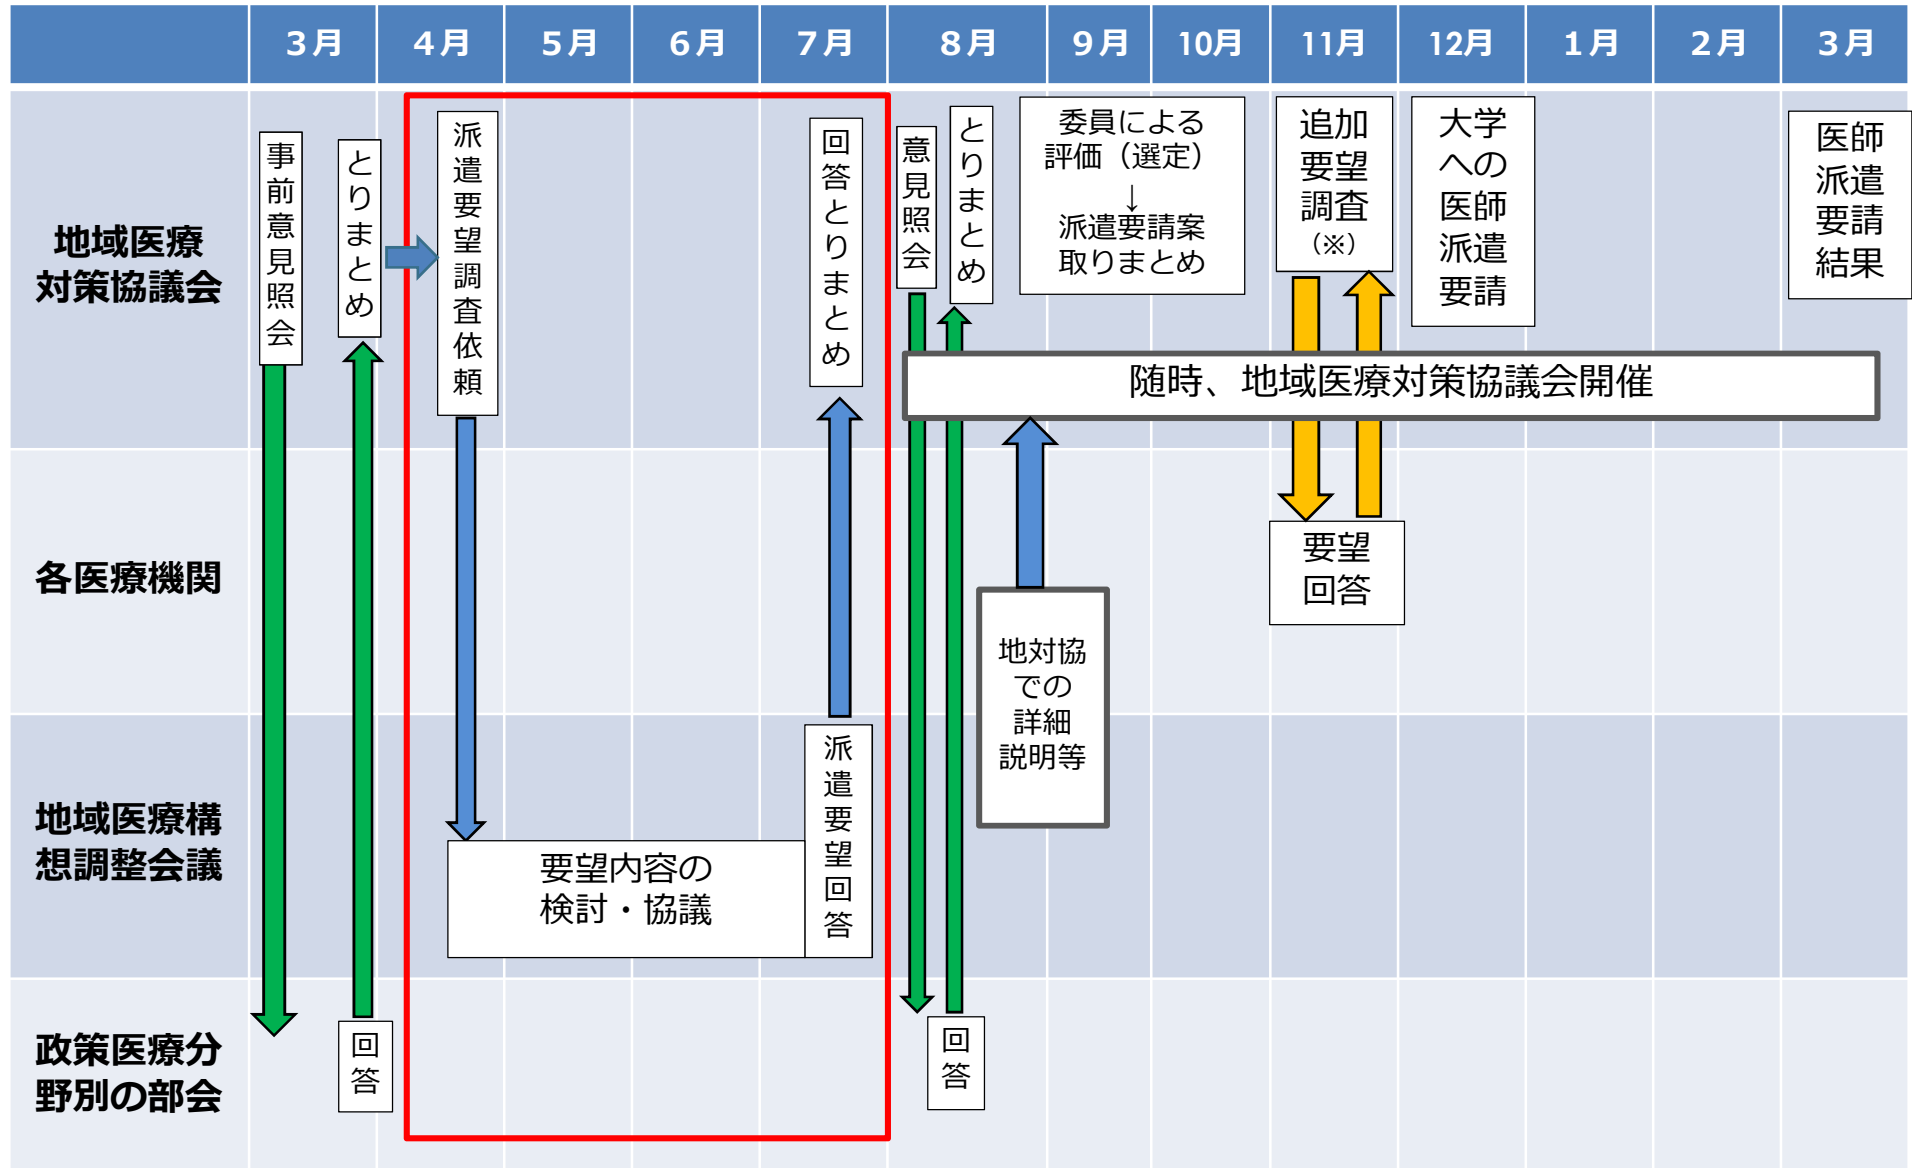 3月
4月
5月
6月
7月
8月
9月
10月
11月
12月
1月
2月
3月
地域医療
対策協議会
事前意見照会
とりまとめ
派遣要望調査依頼
回答とりまとめ
意見照会
とりまとめ
委員による
評価（選定）
↓
派遣要請案
取りまとめ
追加
要望
調査
（※）
大学
への
医師
派遣
要請
医師
派遣
要請
結果
随時、地域医療対策協議会開催
各医療機関
地対協
での
詳細
説明等
要望
回答
地域医療構
想調整会議
要望内容の
検討・協議
派遣要望回答
政策医療分
野別の部会
回答
回答